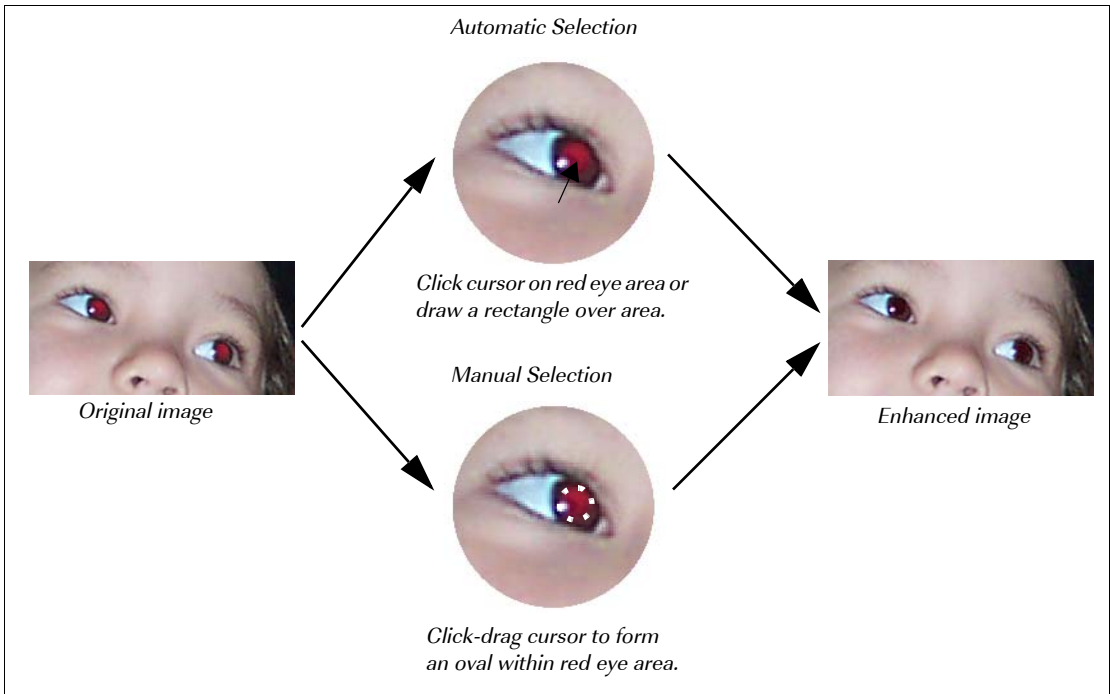 Automatic Selection
Click cursor on red eye area or
draw a rectangle over area.
Original image
Manual Selection
Enhanced image
Click-drag cursor to form
an oval within red eye area.